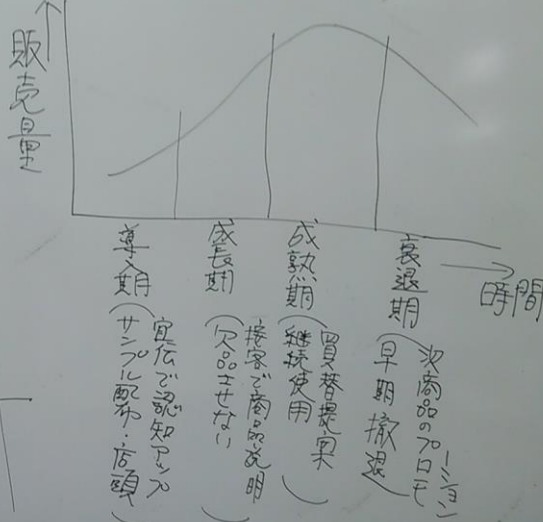 販売量
時間
導入期
宣伝で認知アップ
サンプル配布・店頭
成長期
接客で商品説明
欠品させない
成熟期
買替提案
継続使用
衰退期
次商品のプロモーション
早期撤退